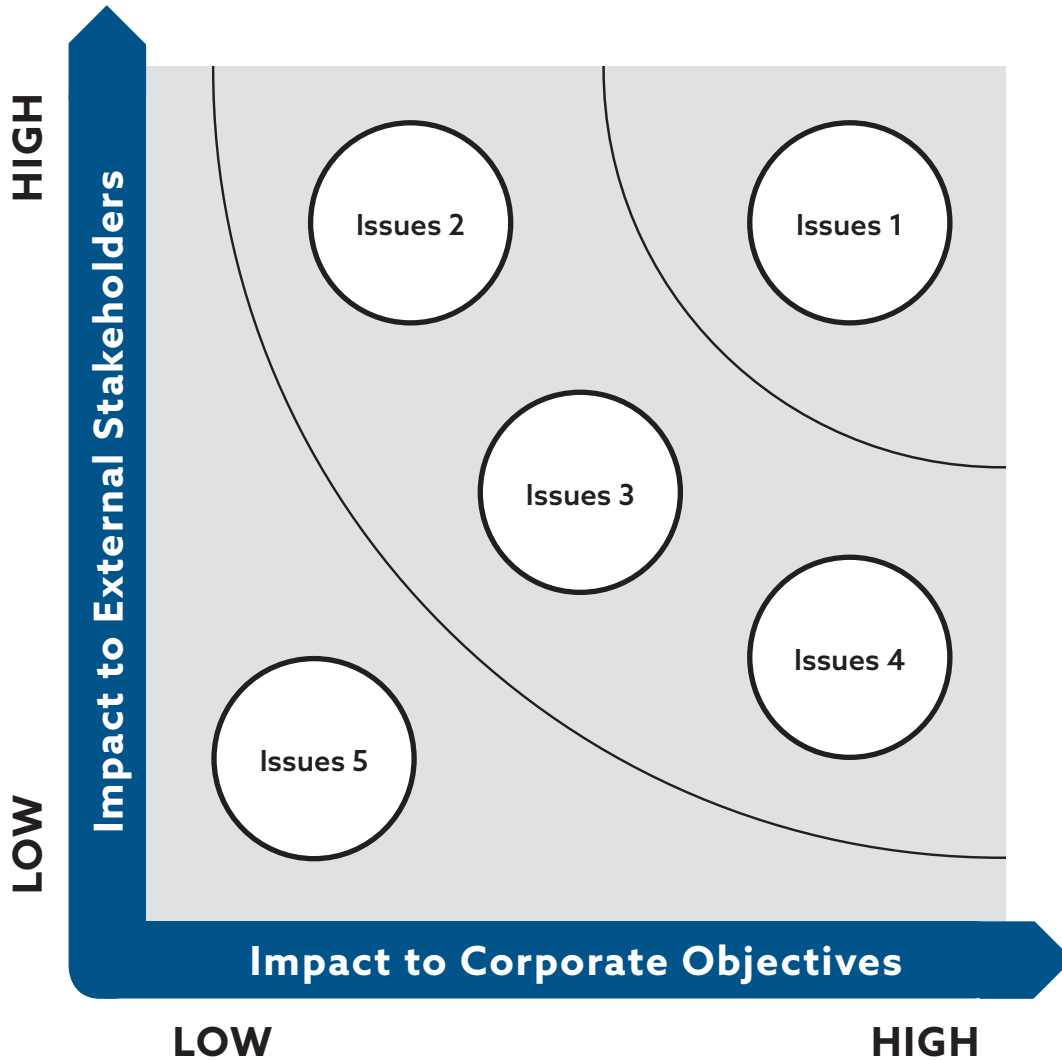 HIGH
Impact to External Stakeholders
LOW
Issues 2
Issues 1
Issues 3
Issues 4
Issues 5
Impact to Corporate Objectives
LOW
HIGH